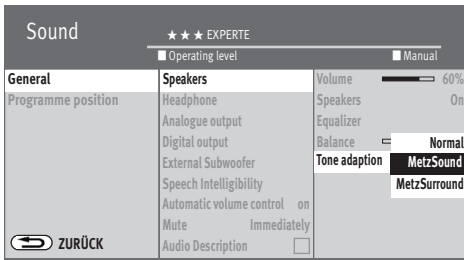 Sound
★ ★ ★ EXPERTE
Operating level
Manual
General
Programme position
Speakers
Headphone
Analogue output
Digital output
External Subwoofer
Speech Intelligibility
Automatic volume control on
Mute Immediately
Audio Description
Volume 60%
Speakers On
Equalizer
Balance
Tone adaption
Normal
MetzSound
MetzSurround
ZURÜCK